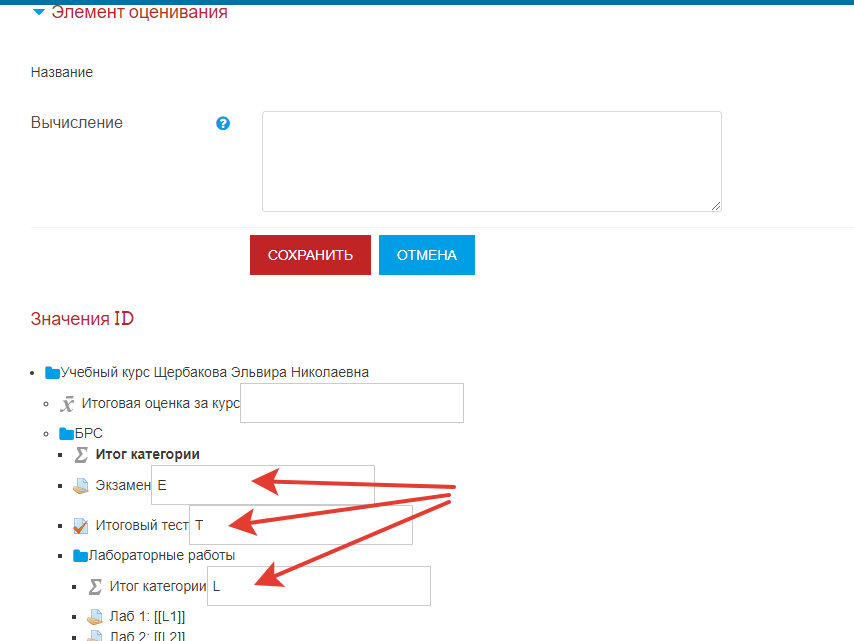 Элемент оценивания
Название
Вычисление
СОХРАНИТЬ ОТМЕНА
Значения ID
Учебный курс Щербакова Эльвира Николаевна
Итоговая оценка за курс
БРС
Итог категории
Экзамен E
Итоговый тест T
Лабораторные работы
Итог категории L
Лаб 1: [[L1]]
Лаб 2: [[L2]]